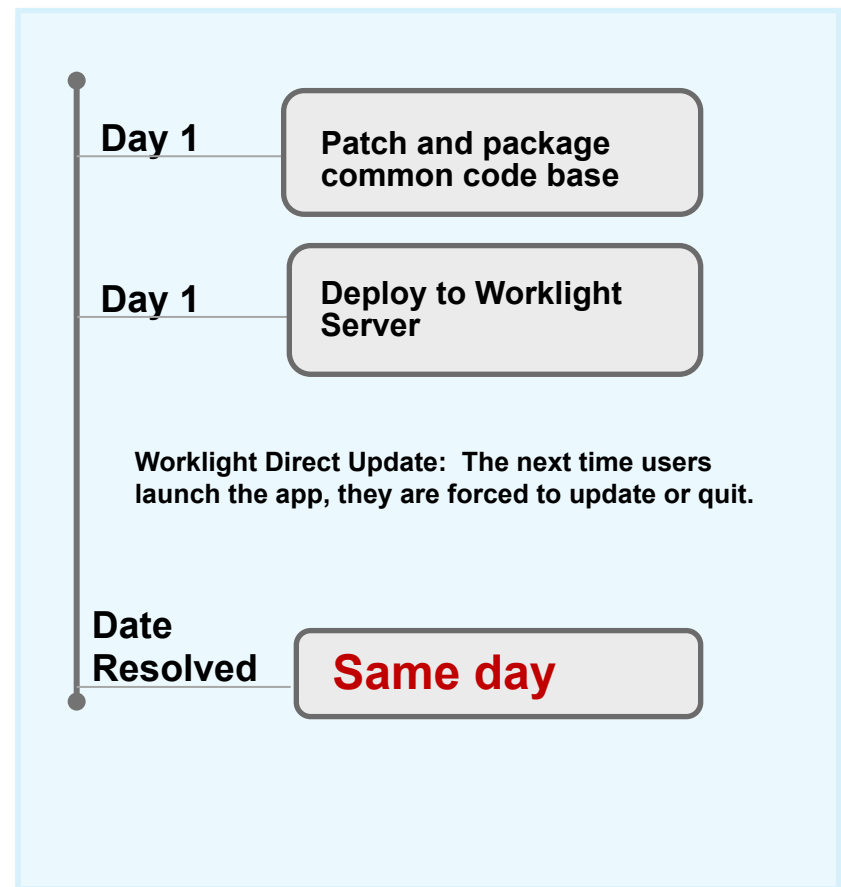 Day 1
Patch and package
common code base
Day 1
Deploy to Worklight
Server
Worklight Direct Update:  The next time users
launch the app, they are forced to update or quit.
Date
Resolved
Same day